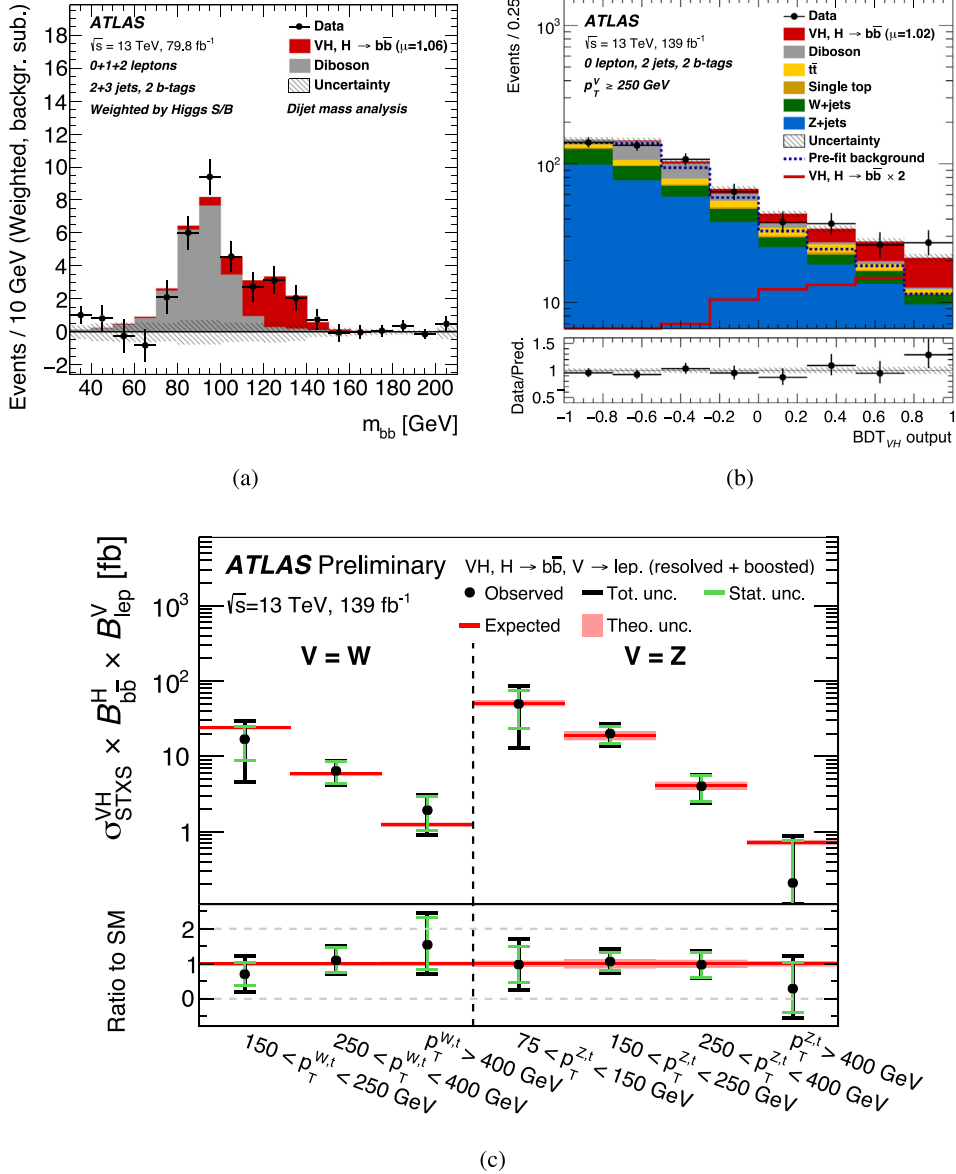 ATLAS
√s = 13 TeV, 79.8 fb⁻¹
0+1+2 leptons
2+3 jets, 2 b-tags
Weighted by Higgs S/B
Data
VH, H → bb̄ (μ=1.06)
Diboson
Uncertainty
Dijet mass analysis
Events / 10 GeV (Weighted, backgr. sub.)
18
16
14
12
10
8
6
4
2
0
−2
40 60 80 100 120 140 160 180 200
m_bb [GeV]
(a)
ATLAS
√s = 13 TeV, 139 fb⁻¹
0 lepton, 2 jets, 2 b-tags
p_T^V ≥ 250 GeV
Data
VH, H → bb̄ (μ=1.02)
Diboson
tt̄
Single top
W+jets
Z+jets
Uncertainty
Pre-fit background
VH, H → bb̄ × 2
Events / 0.25
10³
10²
10
Data/Pred.
1.5
1
0.5
−1 −0.8 −0.6 −0.4 −0.2 0 0.2 0.4 0.6 0.8 1
BDT_VH output
(b)
ATLAS Preliminary
√s=13 TeV, 139 fb⁻¹
VH, H → bb̄, V → lep. (resolved + boosted)
Observed Tot. unc. Stat. unc.
Expected Theo. unc.
V = W V = Z
σ_STXS^VH × B_bb̄^H × B_lep^V [fb]
10³
10²
10
1
Ratio to SM
2
1
0
150 < p_T^W,t < 250 GeV
250 < p_T^W,t < 400 GeV
p_T^W,t > 400 GeV
75 < p_T^Z,t < 150 GeV
150 < p_T^Z,t < 250 GeV
250 < p_T^Z,t < 400 GeV
p_T^Z,t > 400 GeV
(c)